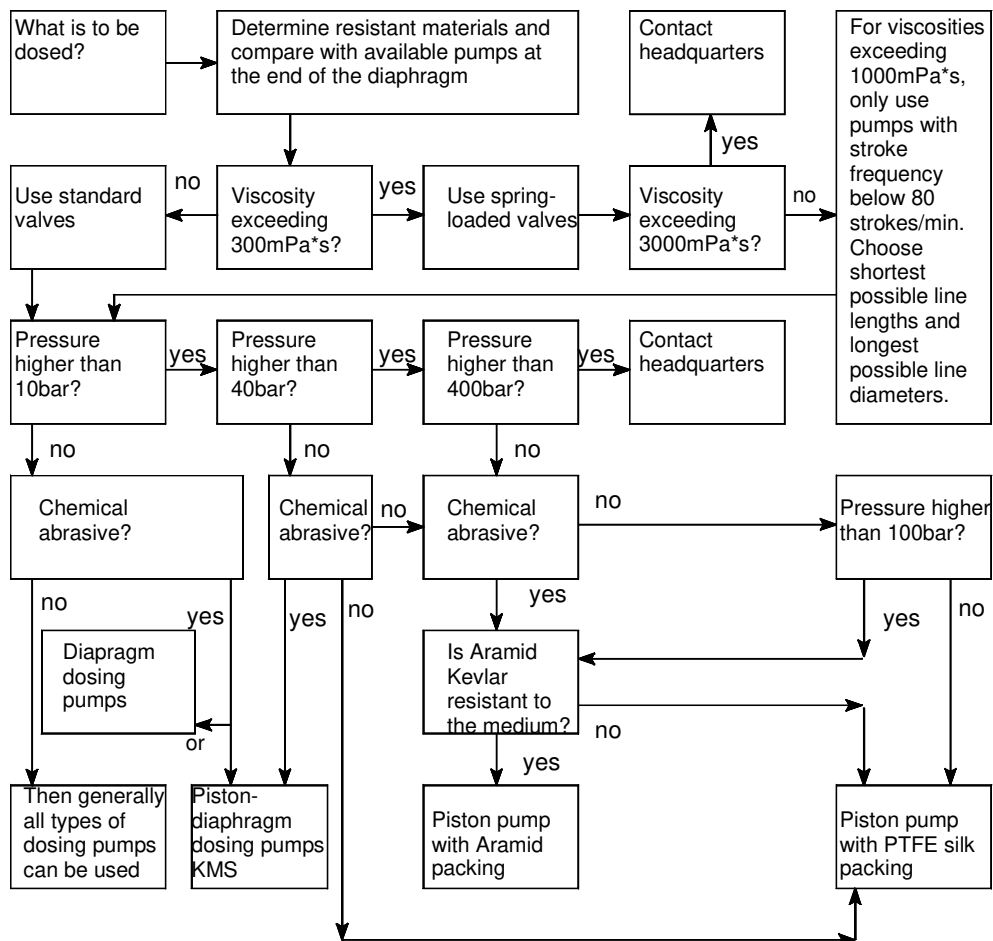 What is to be
dosed?
Determine resistant materials and
compare with available pumps at
the end of the diaphragm
Contact
headquarters
For viscosities
exceeding
1000mPa*s,
only use
pumps with
stroke
frequency
below 80
strokes/min.
Choose
shortest
possible line
lengths and
longest
possible line
diameters.
yes
Use standard
valves
no
Viscosity
exceeding
300mPa*s?
yes
Use spring-
loaded valves
Viscosity
exceeding
3000mPa*s?
no
Pressure
higher than
10bar?
yes
Pressure
higher than
40bar?
yes
Pressure
higher than
400bar?
yes
Contact
headquarters
no
no
no
Chemical
abrasive?
Chemical
abrasive?
no
Chemical
abrasive?
no
Pressure higher
than 100bar?
no
yes
yes
no
yes
yes
no
Diapragm
dosing
pumps
or
Is Aramid
Kevlar
resistant to
the medium?
no
yes
Then generally
all types of
dosing pumps
can be used
Piston-
diaphragm
dosing pumps
KMS
Piston pump
with Aramid
packing
Piston pump
with PTFE silk
packing